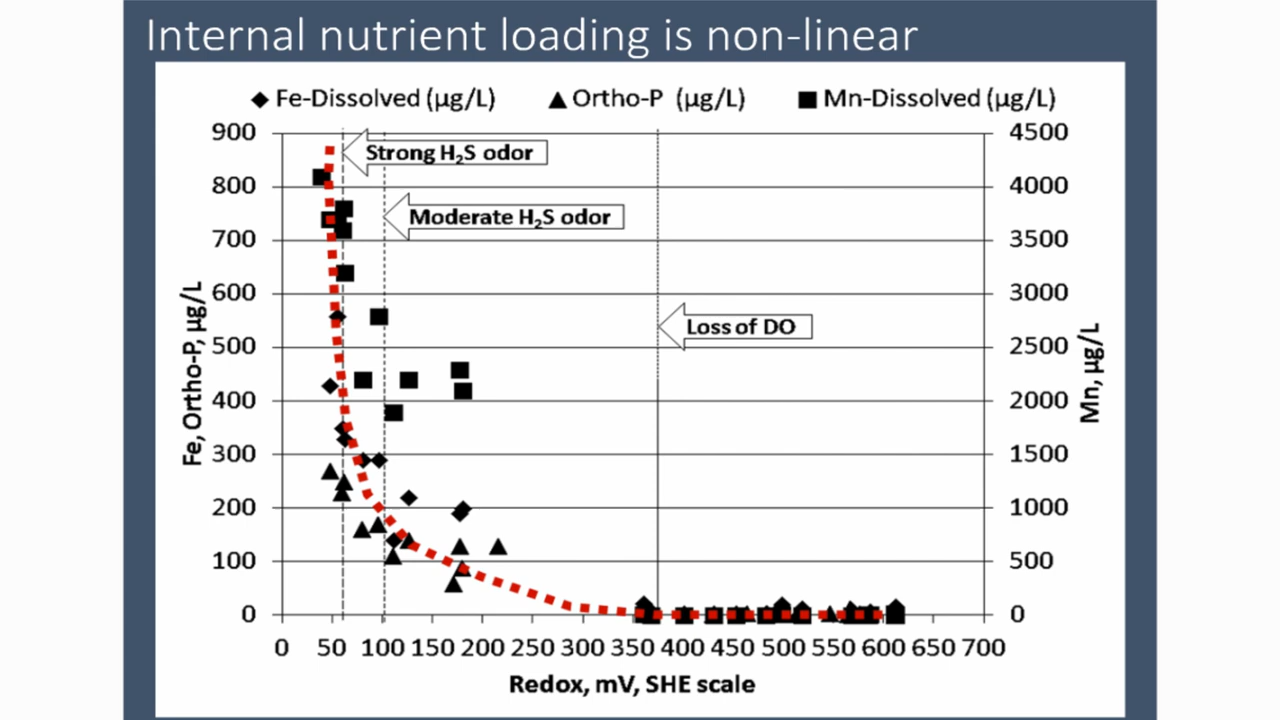 Internal nutrient loading is non-linear
Fe-Dissolved (µg/L) Ortho-P (µg/L) Mn-Dissolved (µg/L)
900 4500
Strong H₂S odor
800 4000
Moderate H₂S odor
700 3500
600 3000
Loss of DO
500 2500
400 2000
300 1500
200 1000
100 500
0 0
Fe, Ortho-P, µg/L
Mn, µg/L
0 50 100 150 200 250 300 350 400 450 500 550 600 650 700
Redox, mV, SHE scale